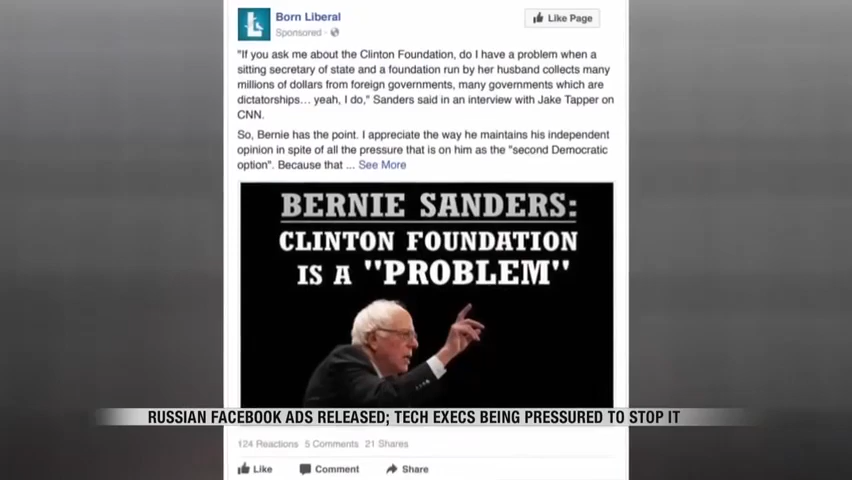 Born Liberal
Like Page
Sponsored ·
"If you ask me about the Clinton Foundation, do I have a problem when a
sitting secretary of state and a foundation run by her husband collects many
millions of dollars from foreign governments, many governments which are
dictatorships... yeah, I do," Sanders said in an interview with Jake Tapper on
CNN.
So, Bernie has the point. I appreciate the way he maintains his independent
opinion in spite of all the pressure that is on him as the "second Democratic
option". Because that ... See More
BERNIE SANDERS:
CLINTON FOUNDATION
IS A "PROBLEM"
RUSSIAN FACEBOOK ADS RELEASED; TECH EXECS BEING PRESSURED TO STOP IT
124 Reactions 5 Comments 21 Shares
Like Comment Share